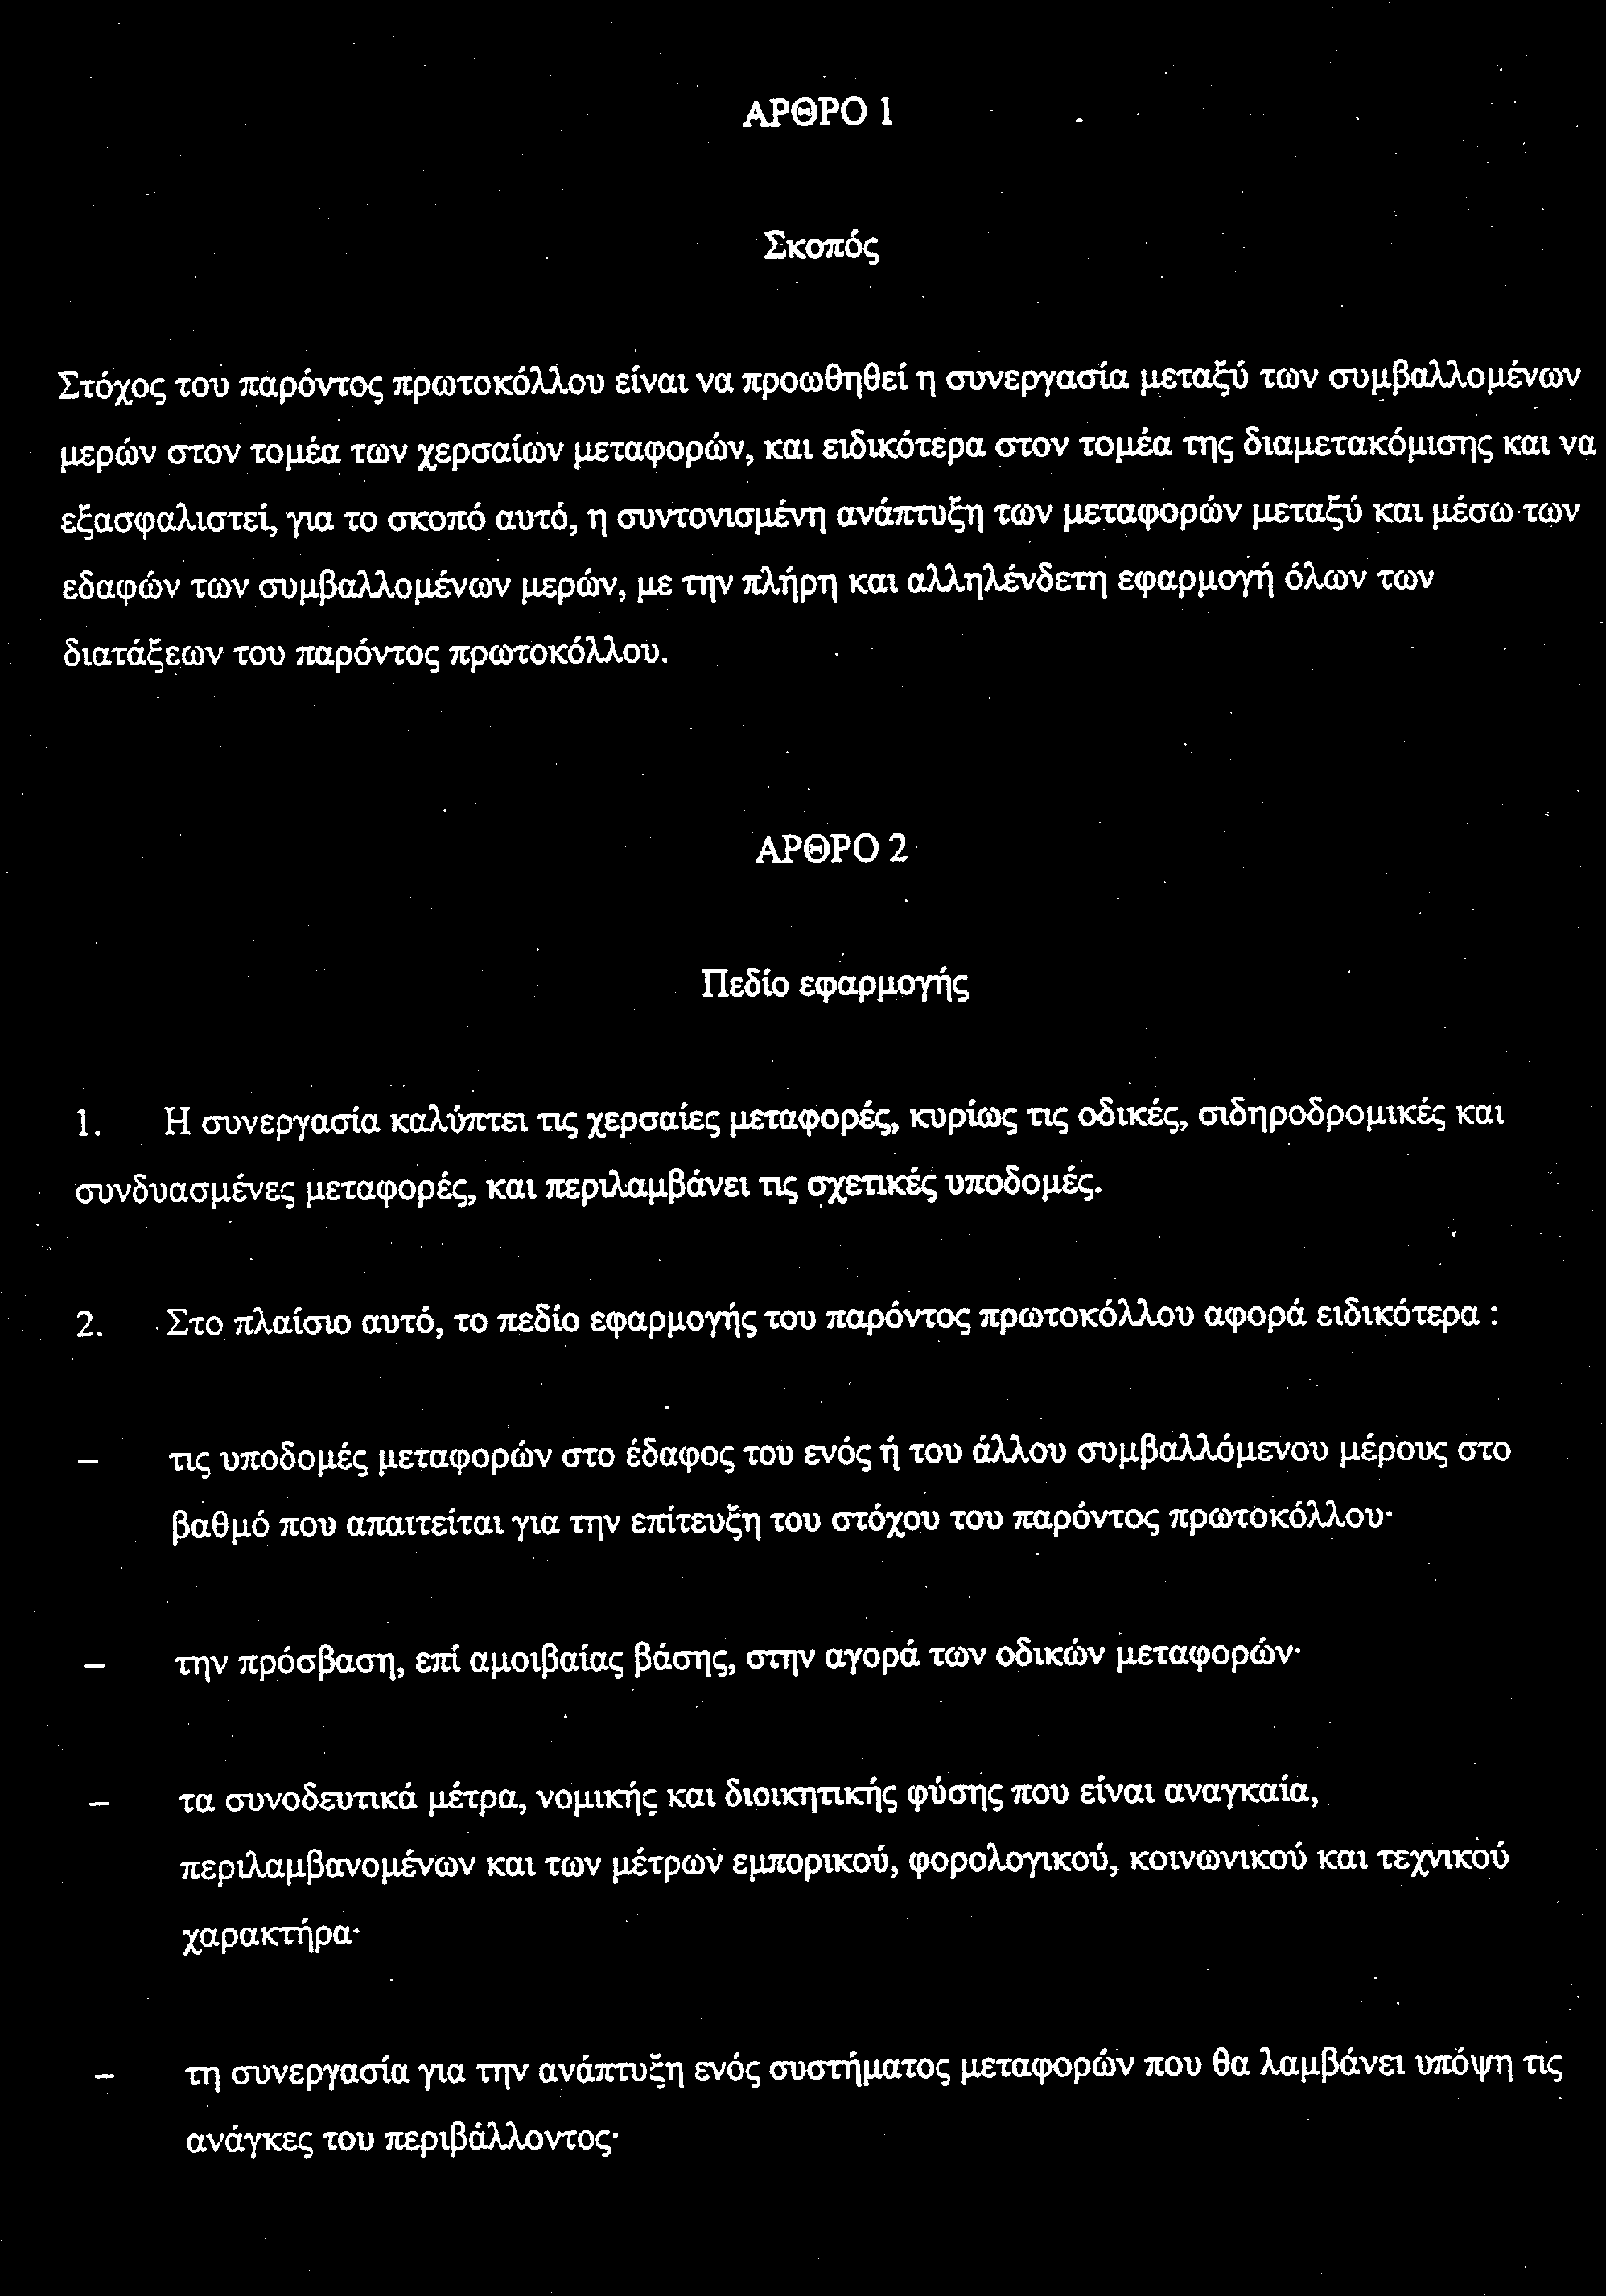 ΑΡΘΡΟ 1
Σκοπός
Στόχος του παρόντος πρωτοκόλλου είναι να προωθηθεί η συνεργασία μεταξύ των συμβαλλομένων
μερών στον τομέα των χερσαίων μεταφορών, και ειδικότερα στον τομέα της διαμετακόμισης και να
εξασφαλιστεί, για το σκοπό αυτό, η συντονισμένη ανάπτυξη των μεταφορών μεταξύ και μέσω των
εδαφών των συμβαλλομένων μερών, με την πλήρη και αλληλένδετη εφαρμογή όλων των
διατάξεων του παρόντος πρωτοκόλλου.
ΑΡΘΡΟ 2
Πεδίο εφαρμογής
1. Η συνεργασία καλύπτει τις χερσαίες μεταφορές, κυρίως τις οδικές, σιδηροδρομικές και
συνδυασμένες μεταφορές, και περιλαμβάνει τις σχετικές υποδομές.
2. Στο πλαίσιο αυτό, το πεδίο εφαρμογής του παρόντος πρωτοκόλλου αφορά ειδικότερα :
– τις υποδομές μεταφορών στο έδαφος του ενός ή του άλλου συμβαλλόμενου μέρους στο
βαθμό που απαιτείται για την επίτευξη του στόχου του παρόντος πρωτοκόλλου·
– την πρόσβαση, επί αμοιβαίας βάσης, στην αγορά των οδικών μεταφορών·
– τα συνοδευτικά μέτρα, νομικής και διοικητικής φύσης που είναι αναγκαία,
περιλαμβανομένων και των μέτρων εμπορικού, φορολογικού, κοινωνικού και τεχνικού
χαρακτήρα·
– τη συνεργασία για την ανάπτυξη ενός συστήματος μεταφορών που θα λαμβάνει υπόψη τις
ανάγκες του περιβάλλοντος·